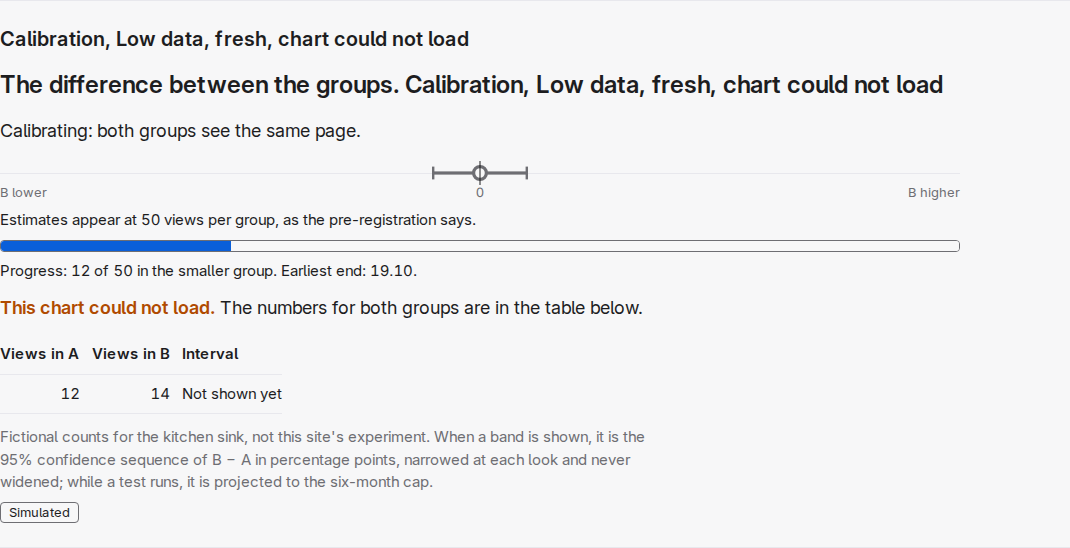 Calibration, Low data, fresh, chart could not load
The difference between the groups. Calibration, Low data, fresh, chart could not load
Calibrating: both groups see the same page.
B lower 0 B higher
Estimates appear at 50 views per group, as the pre-registration says.
Progress: 12 of 50 in the smaller group. Earliest end: 19.10.
This chart could not load. The numbers for both groups are in the table below.
Views in A Views in B Interval
12 14 Not shown yet
Fictional counts for the kitchen sink, not this site's experiment. When a band is shown, it is the
95% confidence sequence of B − A in percentage points, narrowed at each look and never
widened; while a test runs, it is projected to the six-month cap.
Simulated